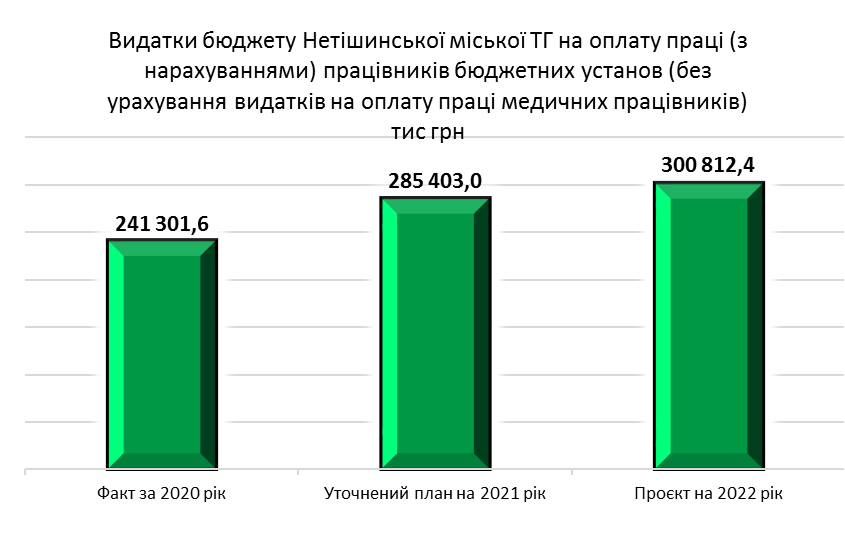 Видатки бюджету Нетішинської міської ТГ на оплату праці (з
нарахуваннями) працівників бюджетних установ (без
урахування видатків на оплату праці медичних працівників)
тис грн
241 301,6
285 403,0
300 812,4
Факт за 2020 рік
Уточнений план на 2021 рік
Проєкт на 2022 рік